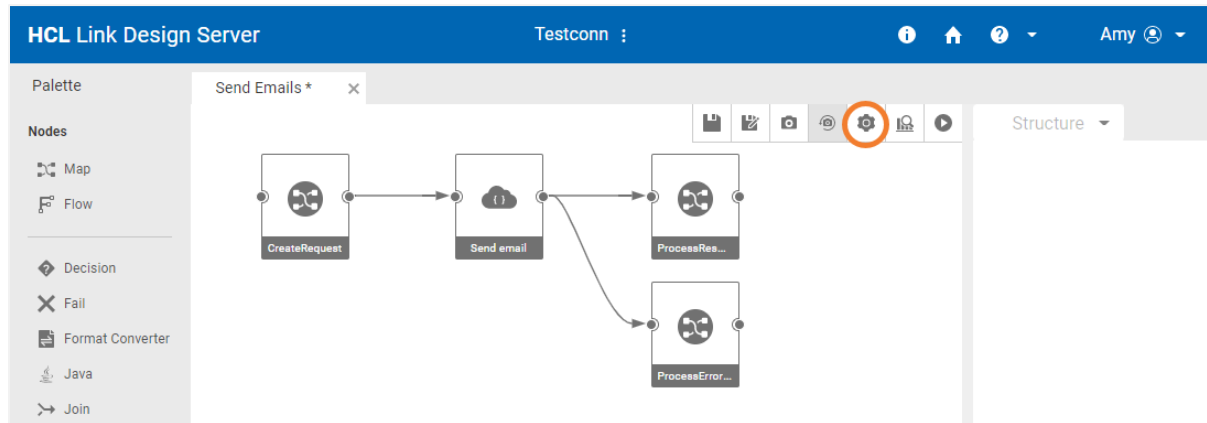 HCL Link Design Server
Testconn
Amy
Palette
Send Emails *
Structure
Nodes
Map
Flow
Decision
Fail
Format Converter
Java
Join
CreateRequest
Send email
ProcessRes...
ProcessError...